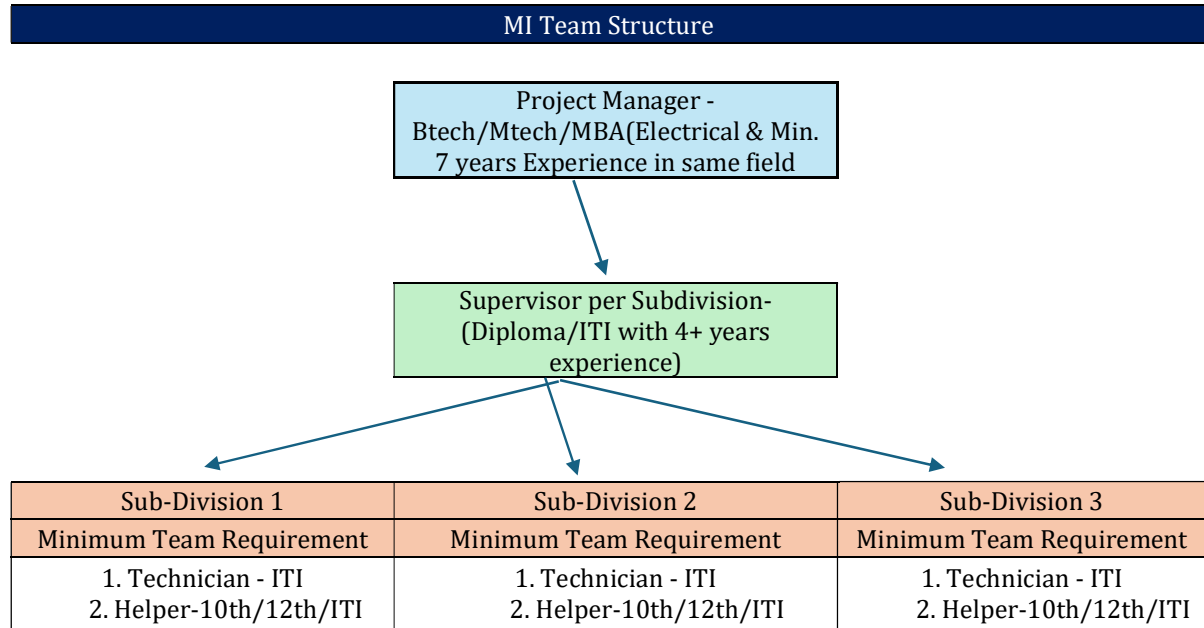 MI Team Structure
Project Manager -
Btech/Mtech/MBA(Electrical & Min.
7 years Experience in same field
Supervisor per Subdivision-
(Diploma/ITI with 4+ years
experience)
Sub-Division 1
Sub-Division 2
Sub-Division 3
Minimum Team Requirement
Minimum Team Requirement
Minimum Team Requirement
1. Technician - ITI
2. Helper-10th/12th/ITI
1. Technician - ITI
2. Helper-10th/12th/ITI
1. Technician - ITI
2. Helper-10th/12th/ITI